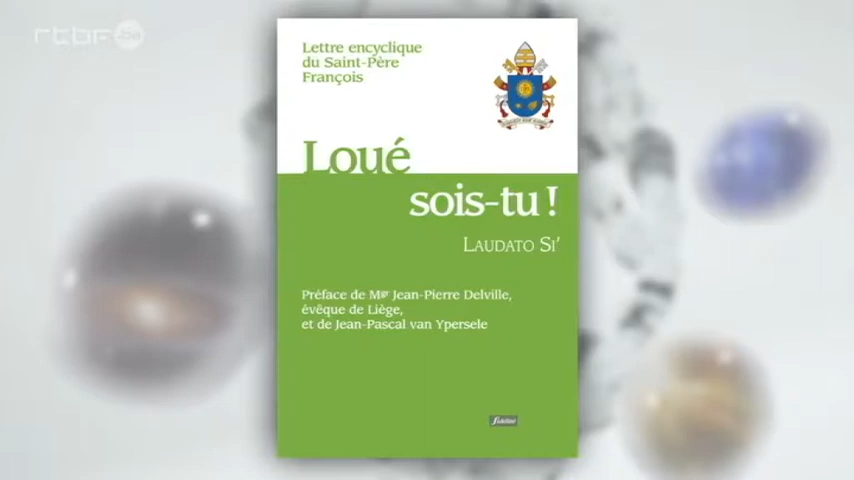 rtbf.be
Lettre encyclique
du Saint-Père
François
Loué
sois-tu !
LAUDATO SI'
Préface de Mgr Jean-Pierre Delville,
évêque de Liège,
et de Jean-Pascal van Ypersele
fidélité